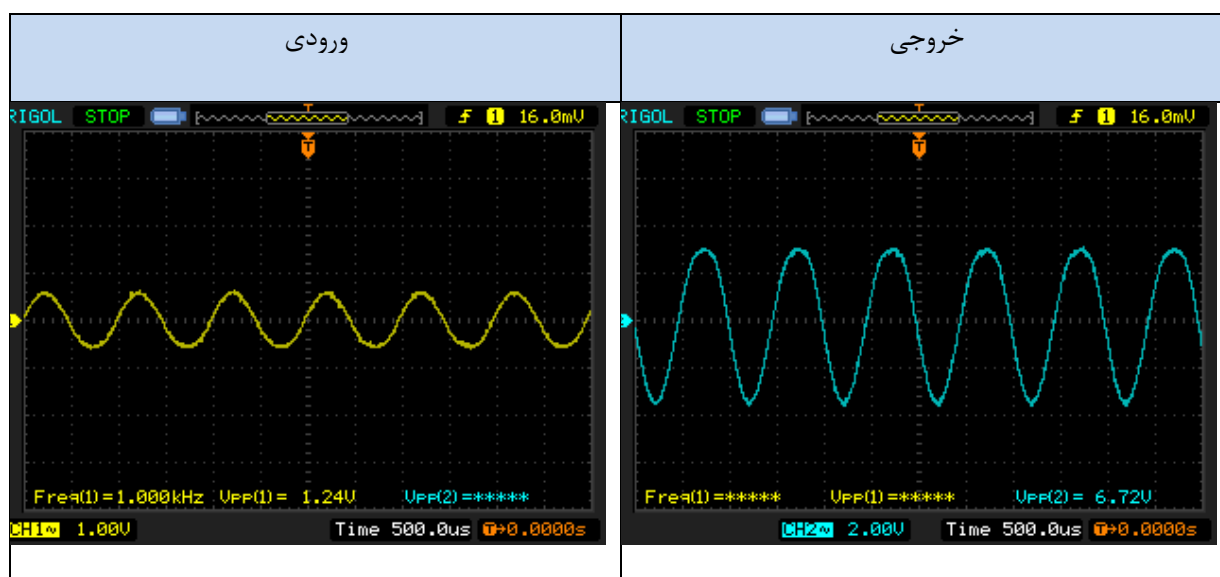 ورودی
خروجی
RIGOL STOP T 1 16.0mV
T
Freq(1)=1.000kHz Vpp(1)= 1.24V Vpp(2)=*****
CH1 1.00V Time 500.0us T→0.0000s
RIGOL STOP T 1 16.0mV
T
Freq(1)=***** Vpp(1)=***** Vpp(2)= 6.72V
CH2 2.00V Time 500.0us T→0.0000s